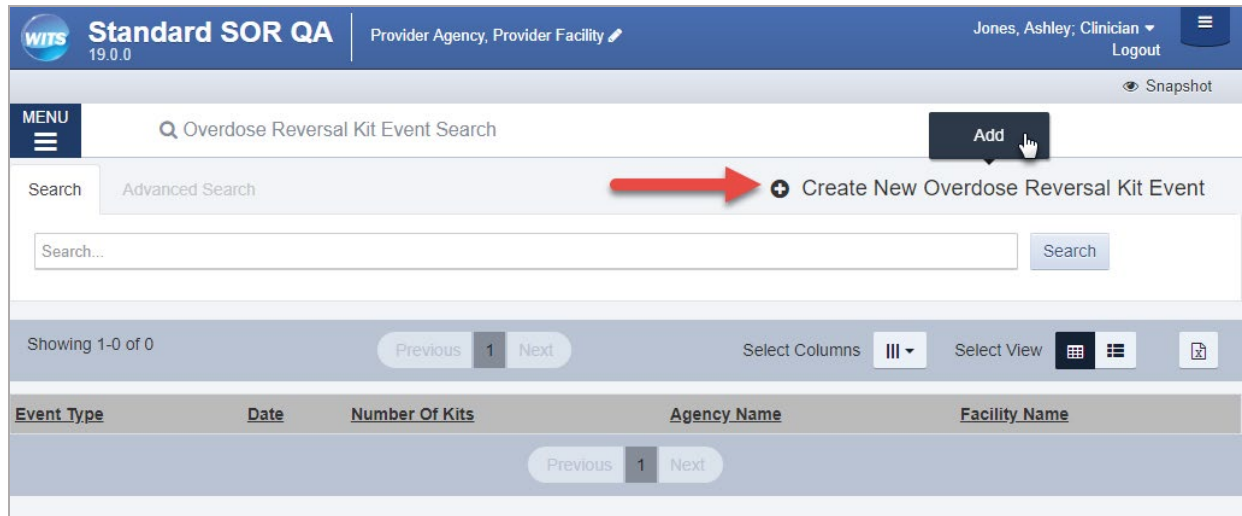 WITS Standard SOR QA Provider Agency, Provider Facility Jones, Ashley; Clinician
19.0.0 Logout
Snapshot
MENU Overdose Reversal Kit Event Search Add
Search Advanced Search Create New Overdose Reversal Kit Event
Search... Search
Showing 1-0 of 0 Previous 1 Next Select Columns Select View
Event Type Date Number Of Kits Agency Name Facility Name
Previous 1 Next